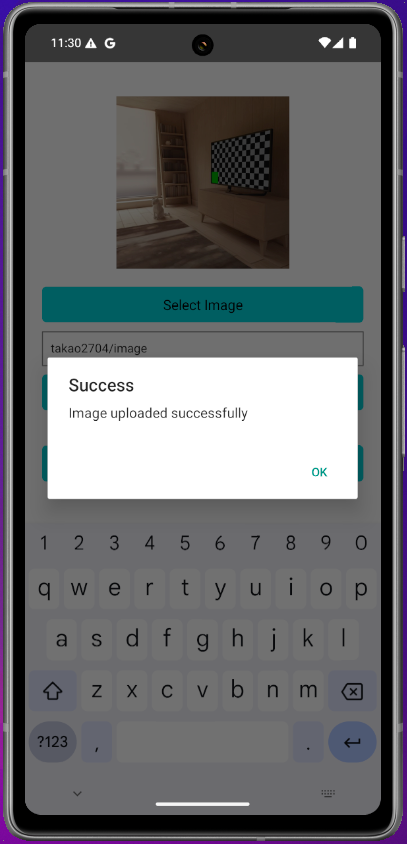 11:30
Select Image
takao2704/image
Success
Image uploaded successfully
OK
1 2 3 4 5 6 7 8 9 0
q w e r t y u i o p
a s d f g h j k l
z x c v b n m
?123 , .